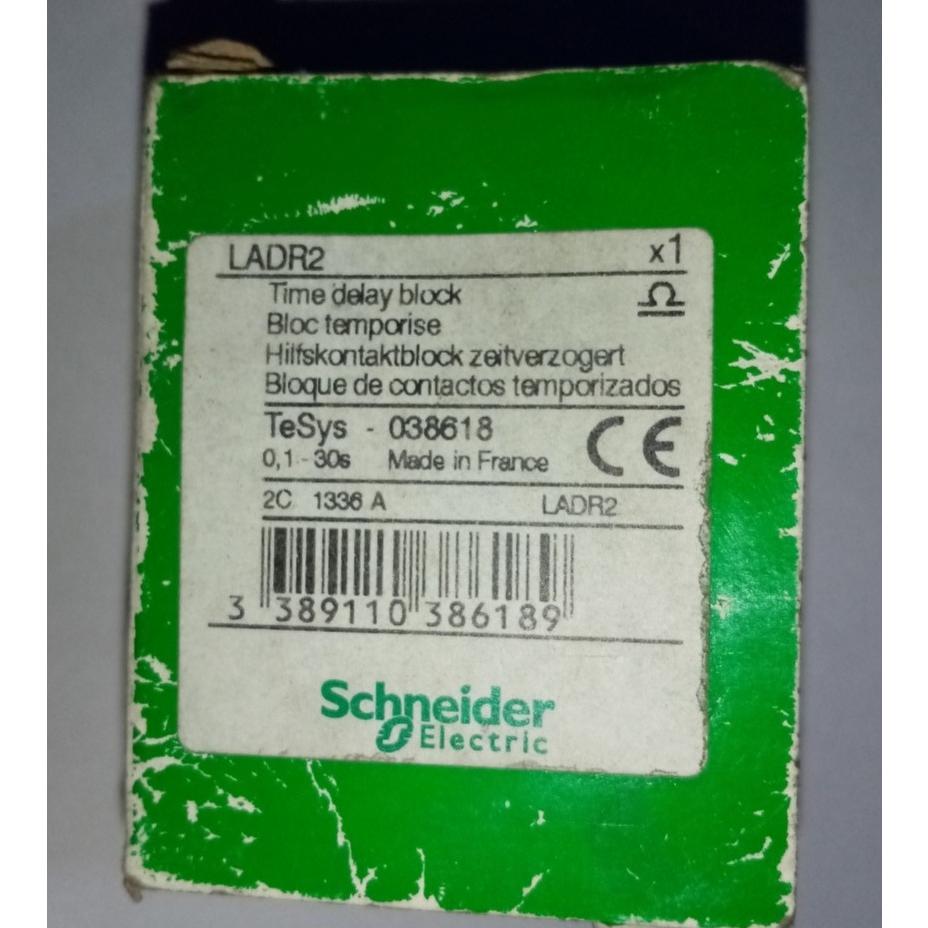 LADR2 x1
Time delay block
Bloc temporise
Hilfskontaktblock zeitverzogert
Bloque de contactos temporizados
TeSys - 038618 CE
0,1 - 30s Made in France
2C 1336 A LADR2
3 389110 386189
Schneider
Electric